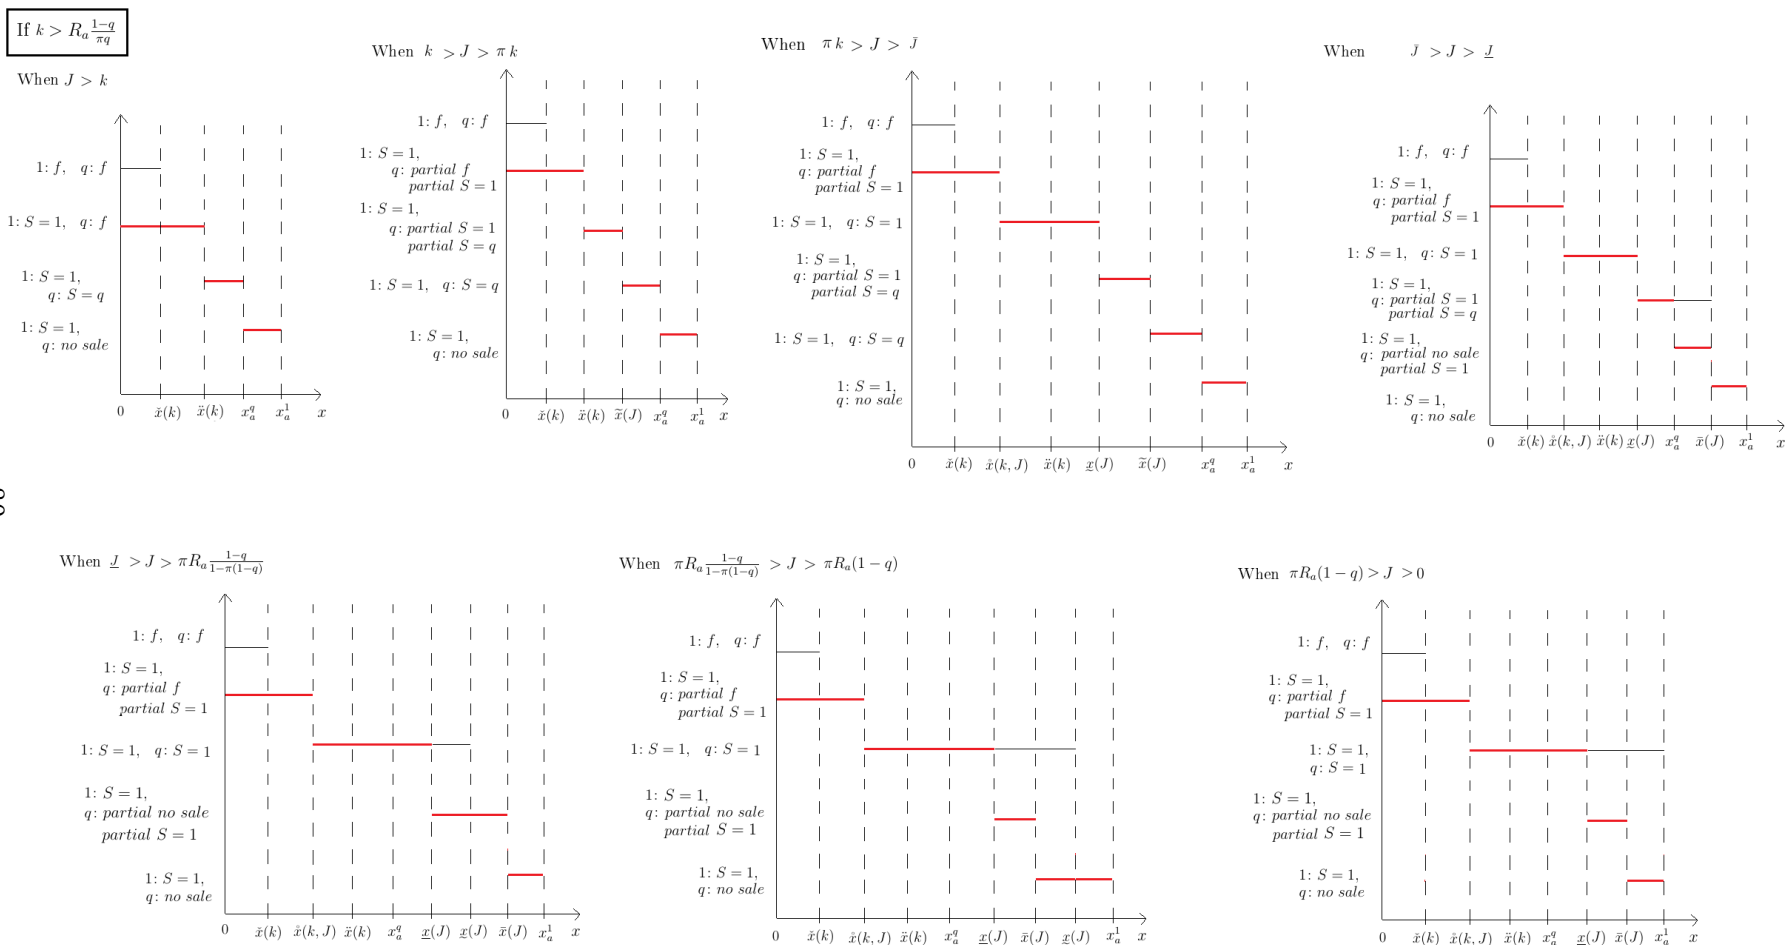 If k > R_a (1−q)/(πq)
When J > k
1: f, q: f
1: S = 1, q: f
1: S = 1,
q: S = q
1: S = 1,
q: no sale
0 x̌(k) ẍ(k) x_a^q x_a^1 x
When k > J > π k
1: f, q: f
1: S = 1,
q: partial f
partial S = 1
1: S = 1,
q: partial S = 1
partial S = q
1: S = 1, q: S = q
1: S = 1,
q: no sale
0 x̌(k) ẍ(k) x̃(J) x_a^q x_a^1 x
When π k > J > J̄
1: f, q: f
1: S = 1,
q: partial f
partial S = 1
1: S = 1, q: S = 1
1: S = 1,
q: partial S = 1
partial S = q
1: S = 1, q: S = q
1: S = 1,
q: no sale
0 x̌(k) x̊(k, J) ẍ(k) x̰(J) x̃(J) x_a^q x_a^1 x
When J̄ > J > J̲
1: f, q: f
1: S = 1,
q: partial f
partial S = 1
1: S = 1, q: S = 1
1: S = 1,
q: partial S = 1
partial S = q
1: S = 1,
q: partial no sale
partial S = 1
1: S = 1,
q: no sale
0 x̌(k) x̊(k, J) ẍ(k) x̰(J) x_a^q x̄(J) x_a^1 x
When J̲ > J > πR_a (1−q)/(1−π(1−q))
1: f, q: f
1: S = 1,
q: partial f
partial S = 1
1: S = 1, q: S = 1
1: S = 1,
q: partial no sale
partial S = 1
1: S = 1,
q: no sale
0 x̌(k) x̊(k, J) ẍ(k) x_a^q x̲(J) x̰(J) x̄(J) x_a^1 x
When πR_a (1−q)/(1−π(1−q)) > J > πR_a(1 − q)
1: f, q: f
1: S = 1,
q: partial f
partial S = 1
1: S = 1, q: S = 1
1: S = 1,
q: partial no sale
partial S = 1
1: S = 1,
q: no sale
0 x̌(k) x̊(k, J) ẍ(k) x_a^q x̲(J) x̄(J) x̰(J) x_a^1 x
When πR_a(1 − q) > J > 0
1: f, q: f
1: S = 1,
q: partial f
partial S = 1
1: S = 1,
q: S = 1
1: S = 1,
q: partial no sale
partial S = 1
1: S = 1,
q: no sale
0 x̌(k) x̊(k, J) ẍ(k) x_a^q x̲(J) x̄(J) x_a^1 x